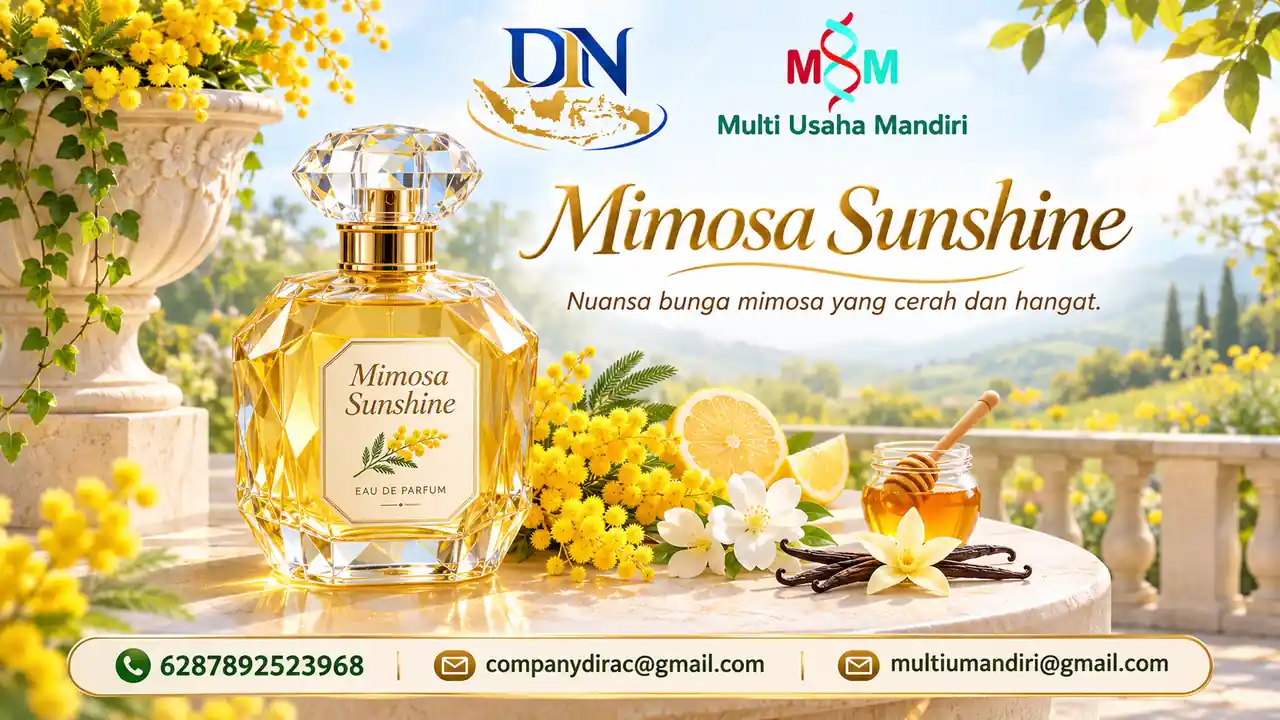 DIN
MSM
Multi Usaha Mandiri
Mimosa Sunshine
Nuansa bunga mimosa yang cerah dan hangat.
Mimosa
Sunshine
EAU DE PARFUM
6287892523968
companydirac@gmail.com
multiumandiri@gmail.com